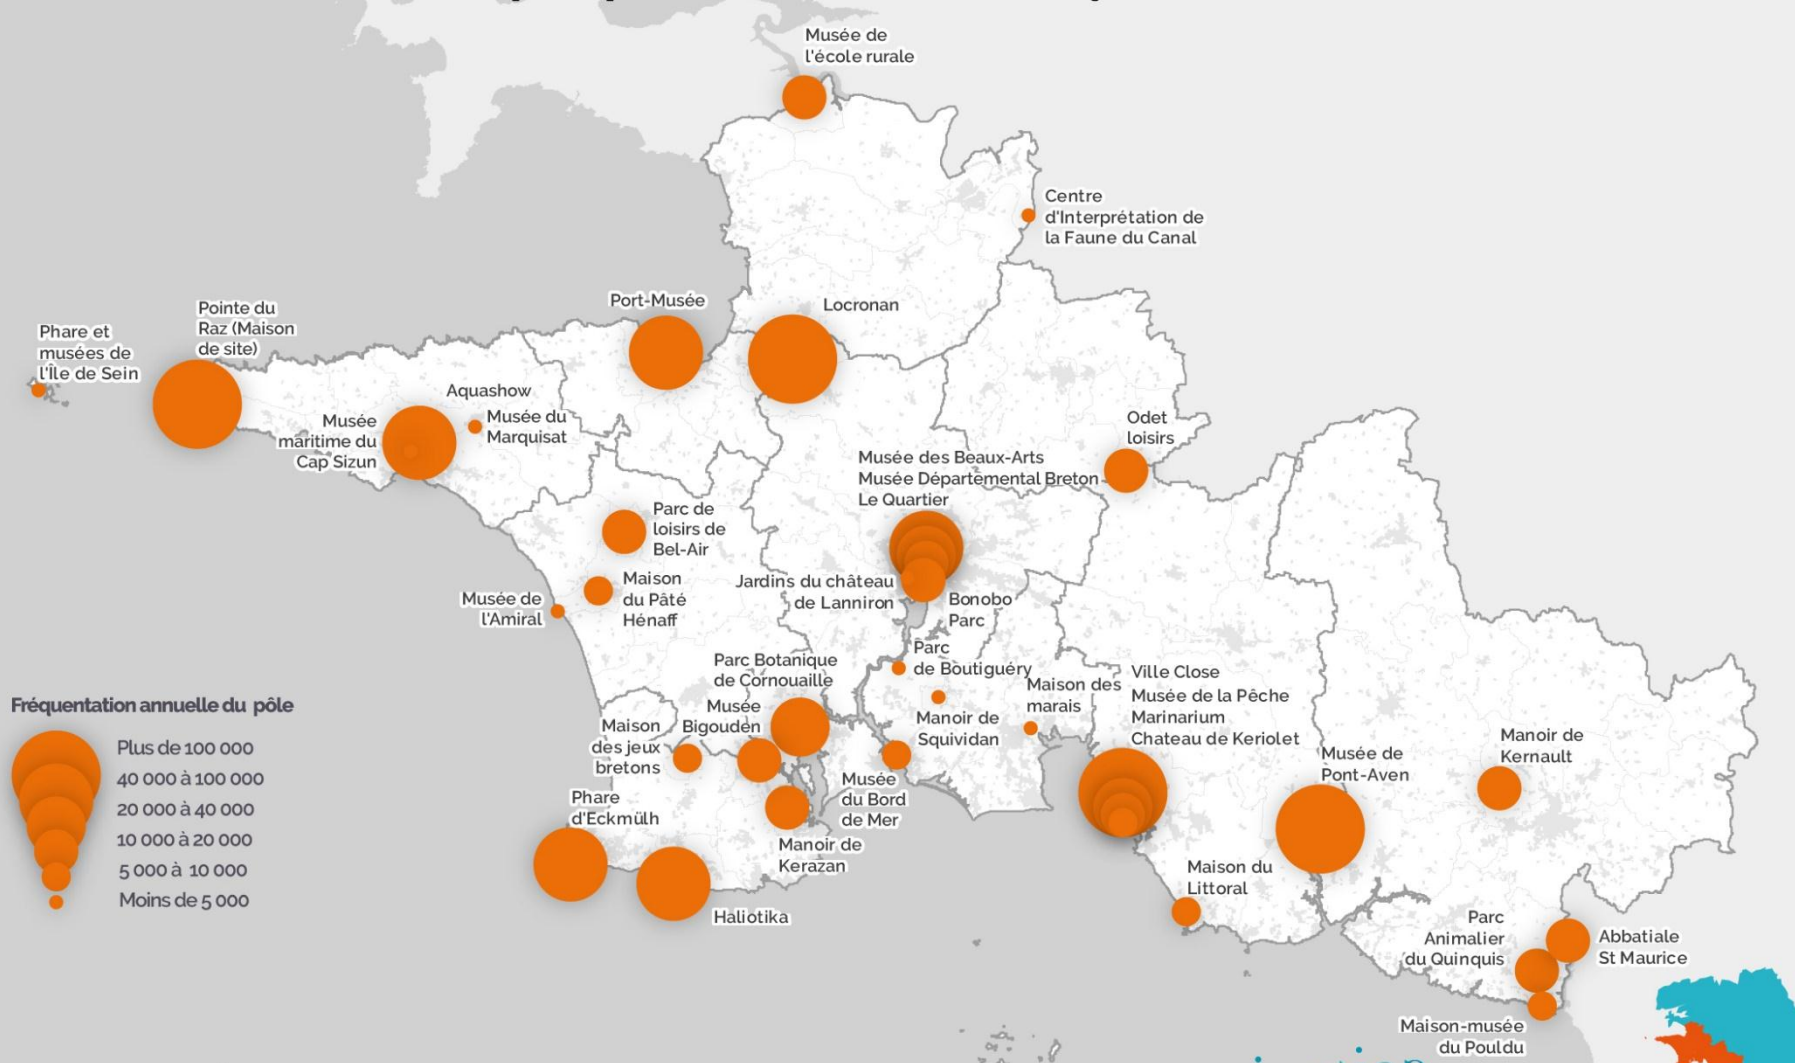 Musée de
l'école rurale
Centre
d'Interprétation de
la Faune du Canal
Pointe du
Raz (Maison
de site)
Phare et
musées de
l'Île de Sein
Port-Musée
Locronan
Aquashow
Musée du
Marquisat
Musée
maritime du
Cap Sizun
Odet
loisirs
Musée des Beaux-Arts
Musée Départemental Breton
Le Quartier
Parc de
loisirs de
Bel-Air
Maison
du Pâté
Hénaff
Musée de
l'Amiral
Jardins du château
de Lanniron
Bonobo
Parc
Parc
de Boutiguéry
Parc Botanique
de Cornouaille
Musée
Bigouden
Maison
des jeux
bretons
Manoir de
Squividan
Maison des
marais
Ville Close
Musée de la Pêche
Marinarium
Chateau de Keriolet
Musée de
Pont-Aven
Manoir de
Kernault
Musée
du Bord
de Mer
Phare
d'Eckmülh
Manoir de
Kerazan
Haliotika
Maison du
Littoral
Parc
Animalier
du Quinquis
Abbatiale
St Maurice
Maison-musée
du Pouldu
Fréquentation annuelle du pôle
Plus de 100 000
40 000 à 100 000
20 000 à 40 000
10 000 à 20 000
5 000 à 10 000
Moins de 5 000